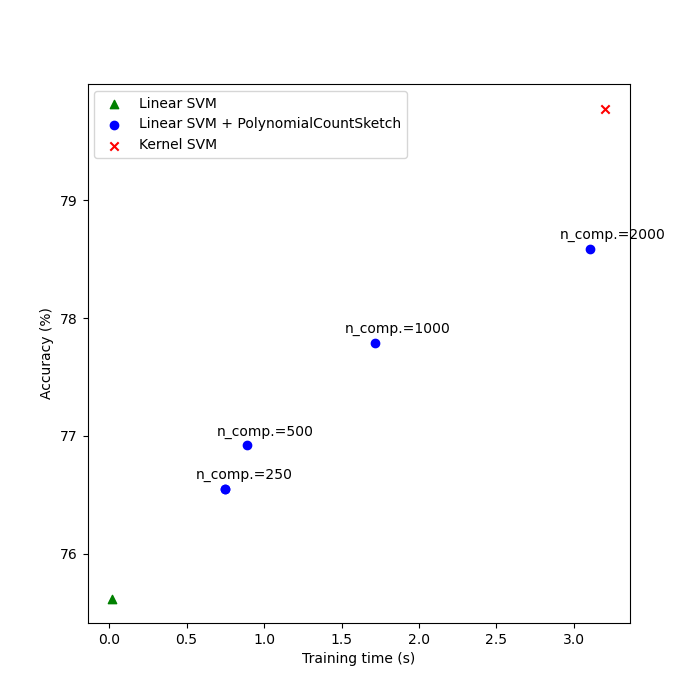 Linear SVM
Linear SVM + PolynomialCountSketch
Kernel SVM
79
n_comp.=2000
78
n_comp.=1000
Accuracy (%)
77
n_comp.=500
n_comp.=250
76
0.0 0.5 1.0 1.5 2.0 2.5 3.0
Training time (s)